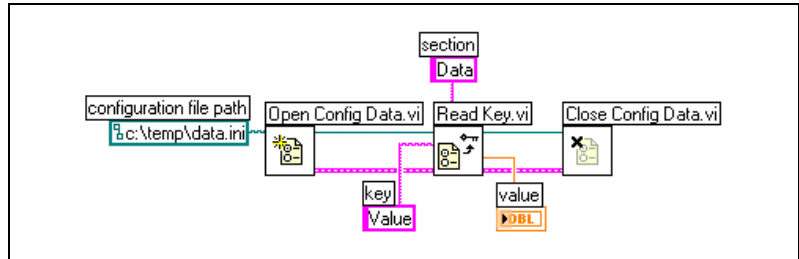 section
Data
configuration file path
Open Config Data.vi
Read Key.vi
Close Config Data.vi
c:\temp\data.ini
key
Value
value
DBL